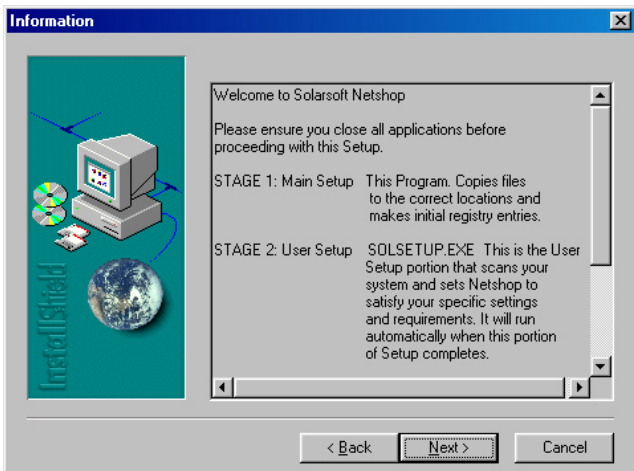 Information
Welcome to Solarsoft Netshop
Please ensure you close all applications before
proceeding with this Setup.
STAGE 1: Main Setup This Program. Copies files
to the correct locations and
makes initial registry entries.
STAGE 2: User Setup SOLSETUP.EXE This is the User
Setup portion that scans your
system and sets Netshop to
satisfy your specific settings
and requirements. It will run
automatically when this portion
of Setup completes.
InstallShield
< Back Next > Cancel